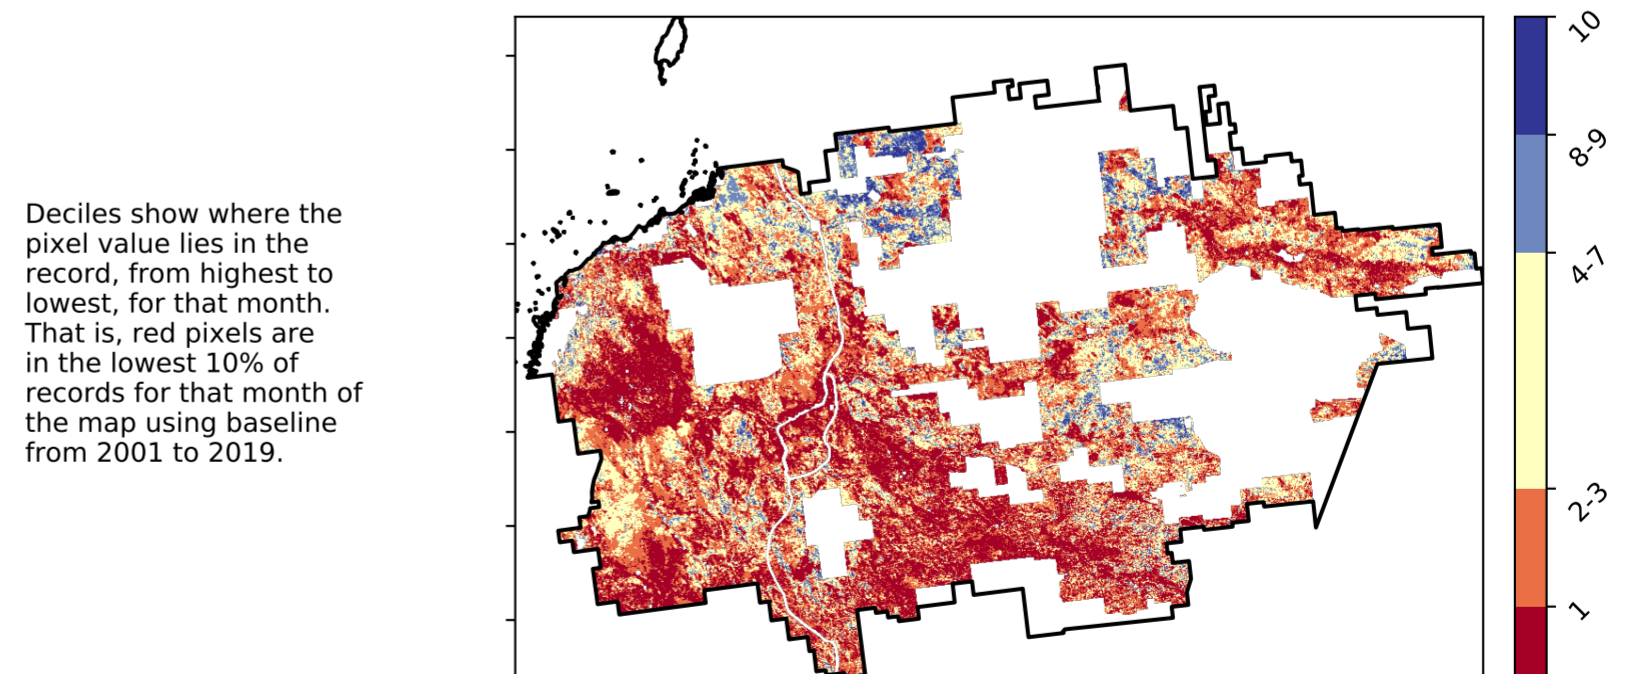 Deciles show where the
pixel value lies in the
record, from highest to
lowest, for that month.
That is, red pixels are
in the lowest 10% of
records for that month of
the map using baseline
from 2001 to 2019.
10
8-9
4-7
2-3
1